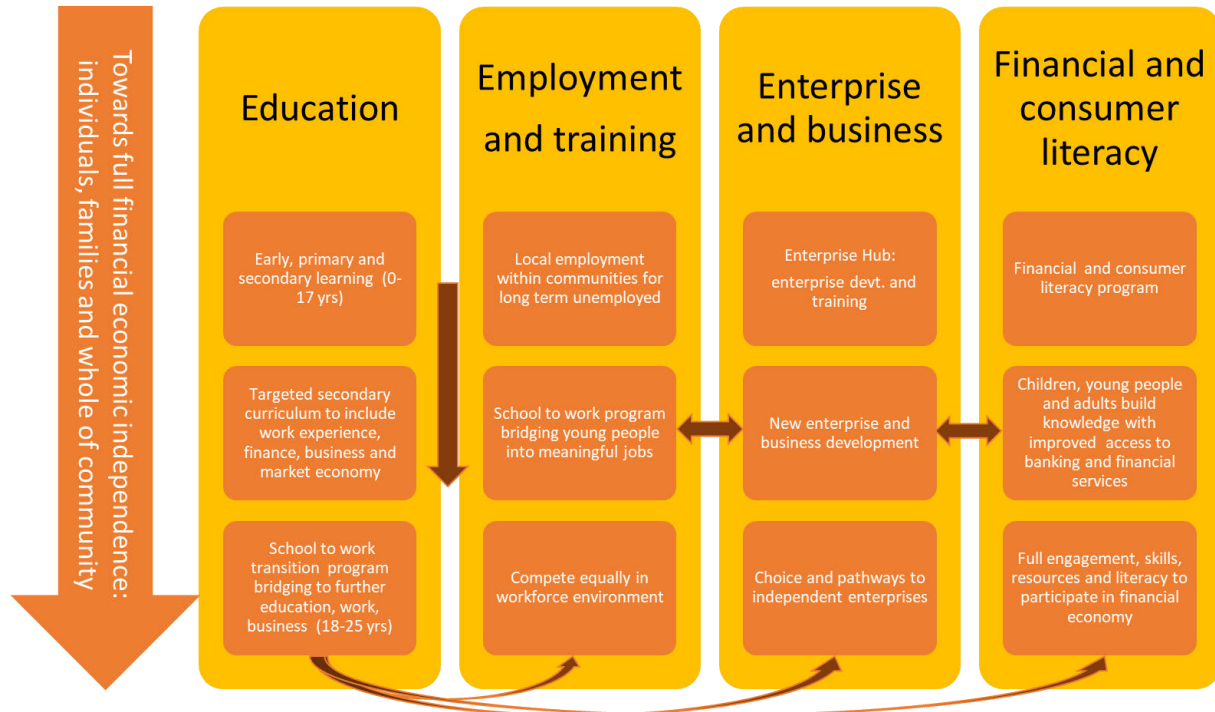 Towards full financial economic independence:
individuals, families and whole of community
Education
Early, primary and
secondary learning (0-
17 yrs)
Targeted secondary
curriculum to include
work experience,
finance, business and
market economy
School to work
transition program
bridging to further
education, work,
business (18-25 yrs)
Employment
and training
Local employment
within communities for
long term unemployed
School to work program
bridging young people
into meaningful jobs
Compete equally in
workforce environment
Enterprise
and business
Enterprise Hub:
enterprise devt. and
training
New enterprise and
business development
Choice and pathways to
independent enterprises
Financial and
consumer
literacy
Financial and consumer
literacy program
Children, young people
and adults build
knowledge with
improved access to
banking and financial
services
Full engagement, skills,
resources and literacy to
participate in financial
economy